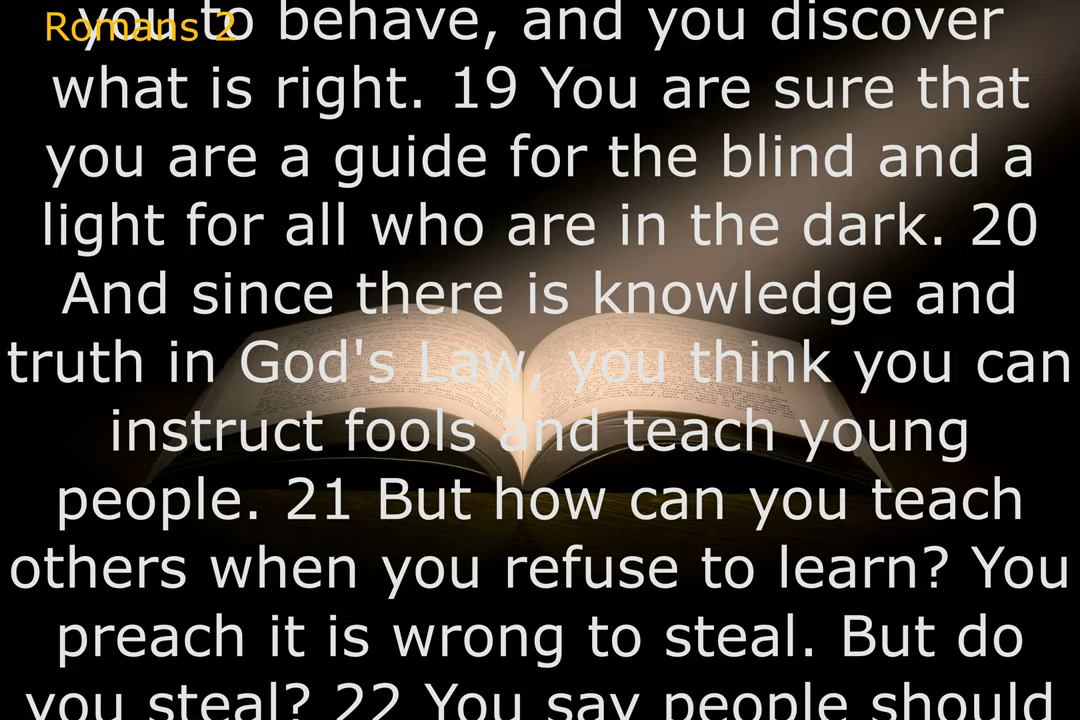 Romans 2
you to behave, and you discover
what is right. 19 You are sure that
you are a guide for the blind and a
light for all who are in the dark. 20
And since there is knowledge and
truth in God's Law, you think you can
instruct fools and teach young
people. 21 But how can you teach
others when you refuse to learn? You
preach it is wrong to steal. But do
you steal? 22 You say people should